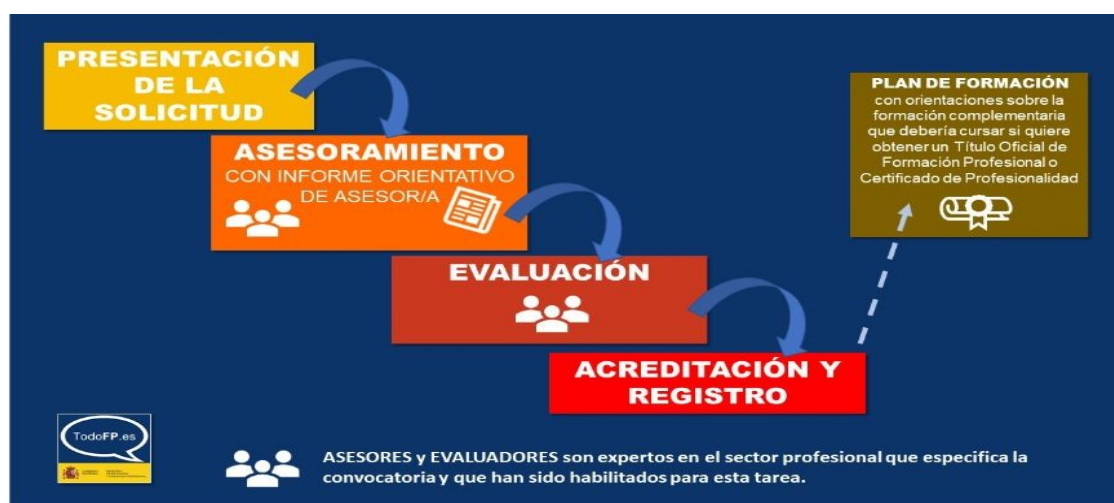 PRESENTACIÓN
DE LA
SOLICITUD
ASESORAMIENTO
CON INFORME ORIENTATIVO
DE ASESOR/A
EVALUACIÓN
ACREDITACIÓN Y
REGISTRO
PLAN DE FORMACIÓN
con orientaciones sobre la
formación complementaria
que debería cursar si quiere
obtener un Título Oficial de
Formación Profesional o
Certificado de Profesionalidad
TodoFP.es
ASESORES y EVALUADORES son expertos en el sector profesional que especifica la
convocatoria y que han sido habilitados para esta tarea.